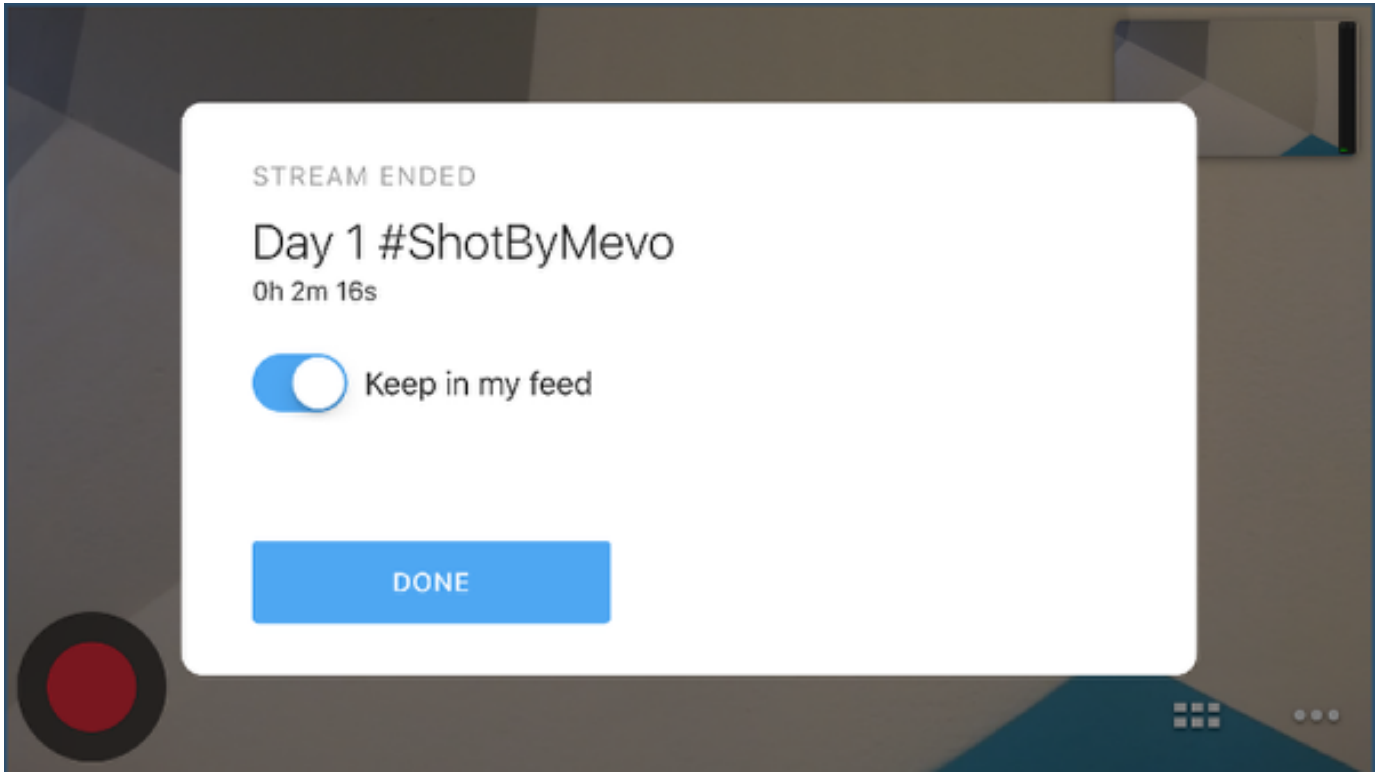 STREAM ENDED
Day 1 #ShotByMevo
0h 2m 16s
Keep in my feed
DONE